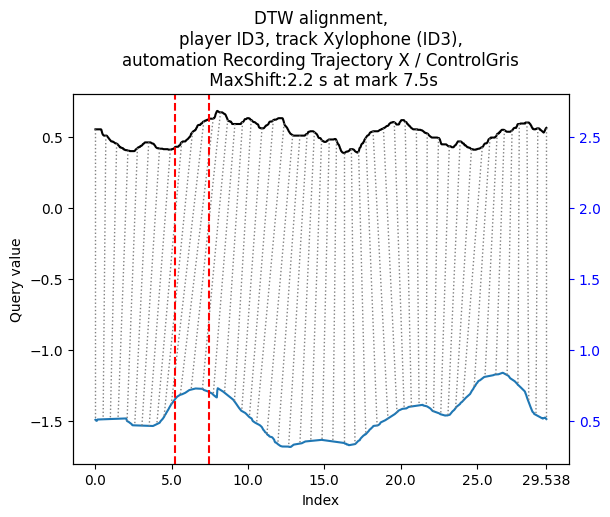 DTW alignment,
player ID3, track Xylophone (ID3),
automation Recording Trajectory X / ControlGris
MaxShift:2.2 s at mark 7.5s
0.5
0.0
−0.5
−1.0
−1.5
Query value
2.5
2.0
1.5
1.0
0.5
0.0
5.0
10.0
15.0
20.0
25.0
29.538
Index